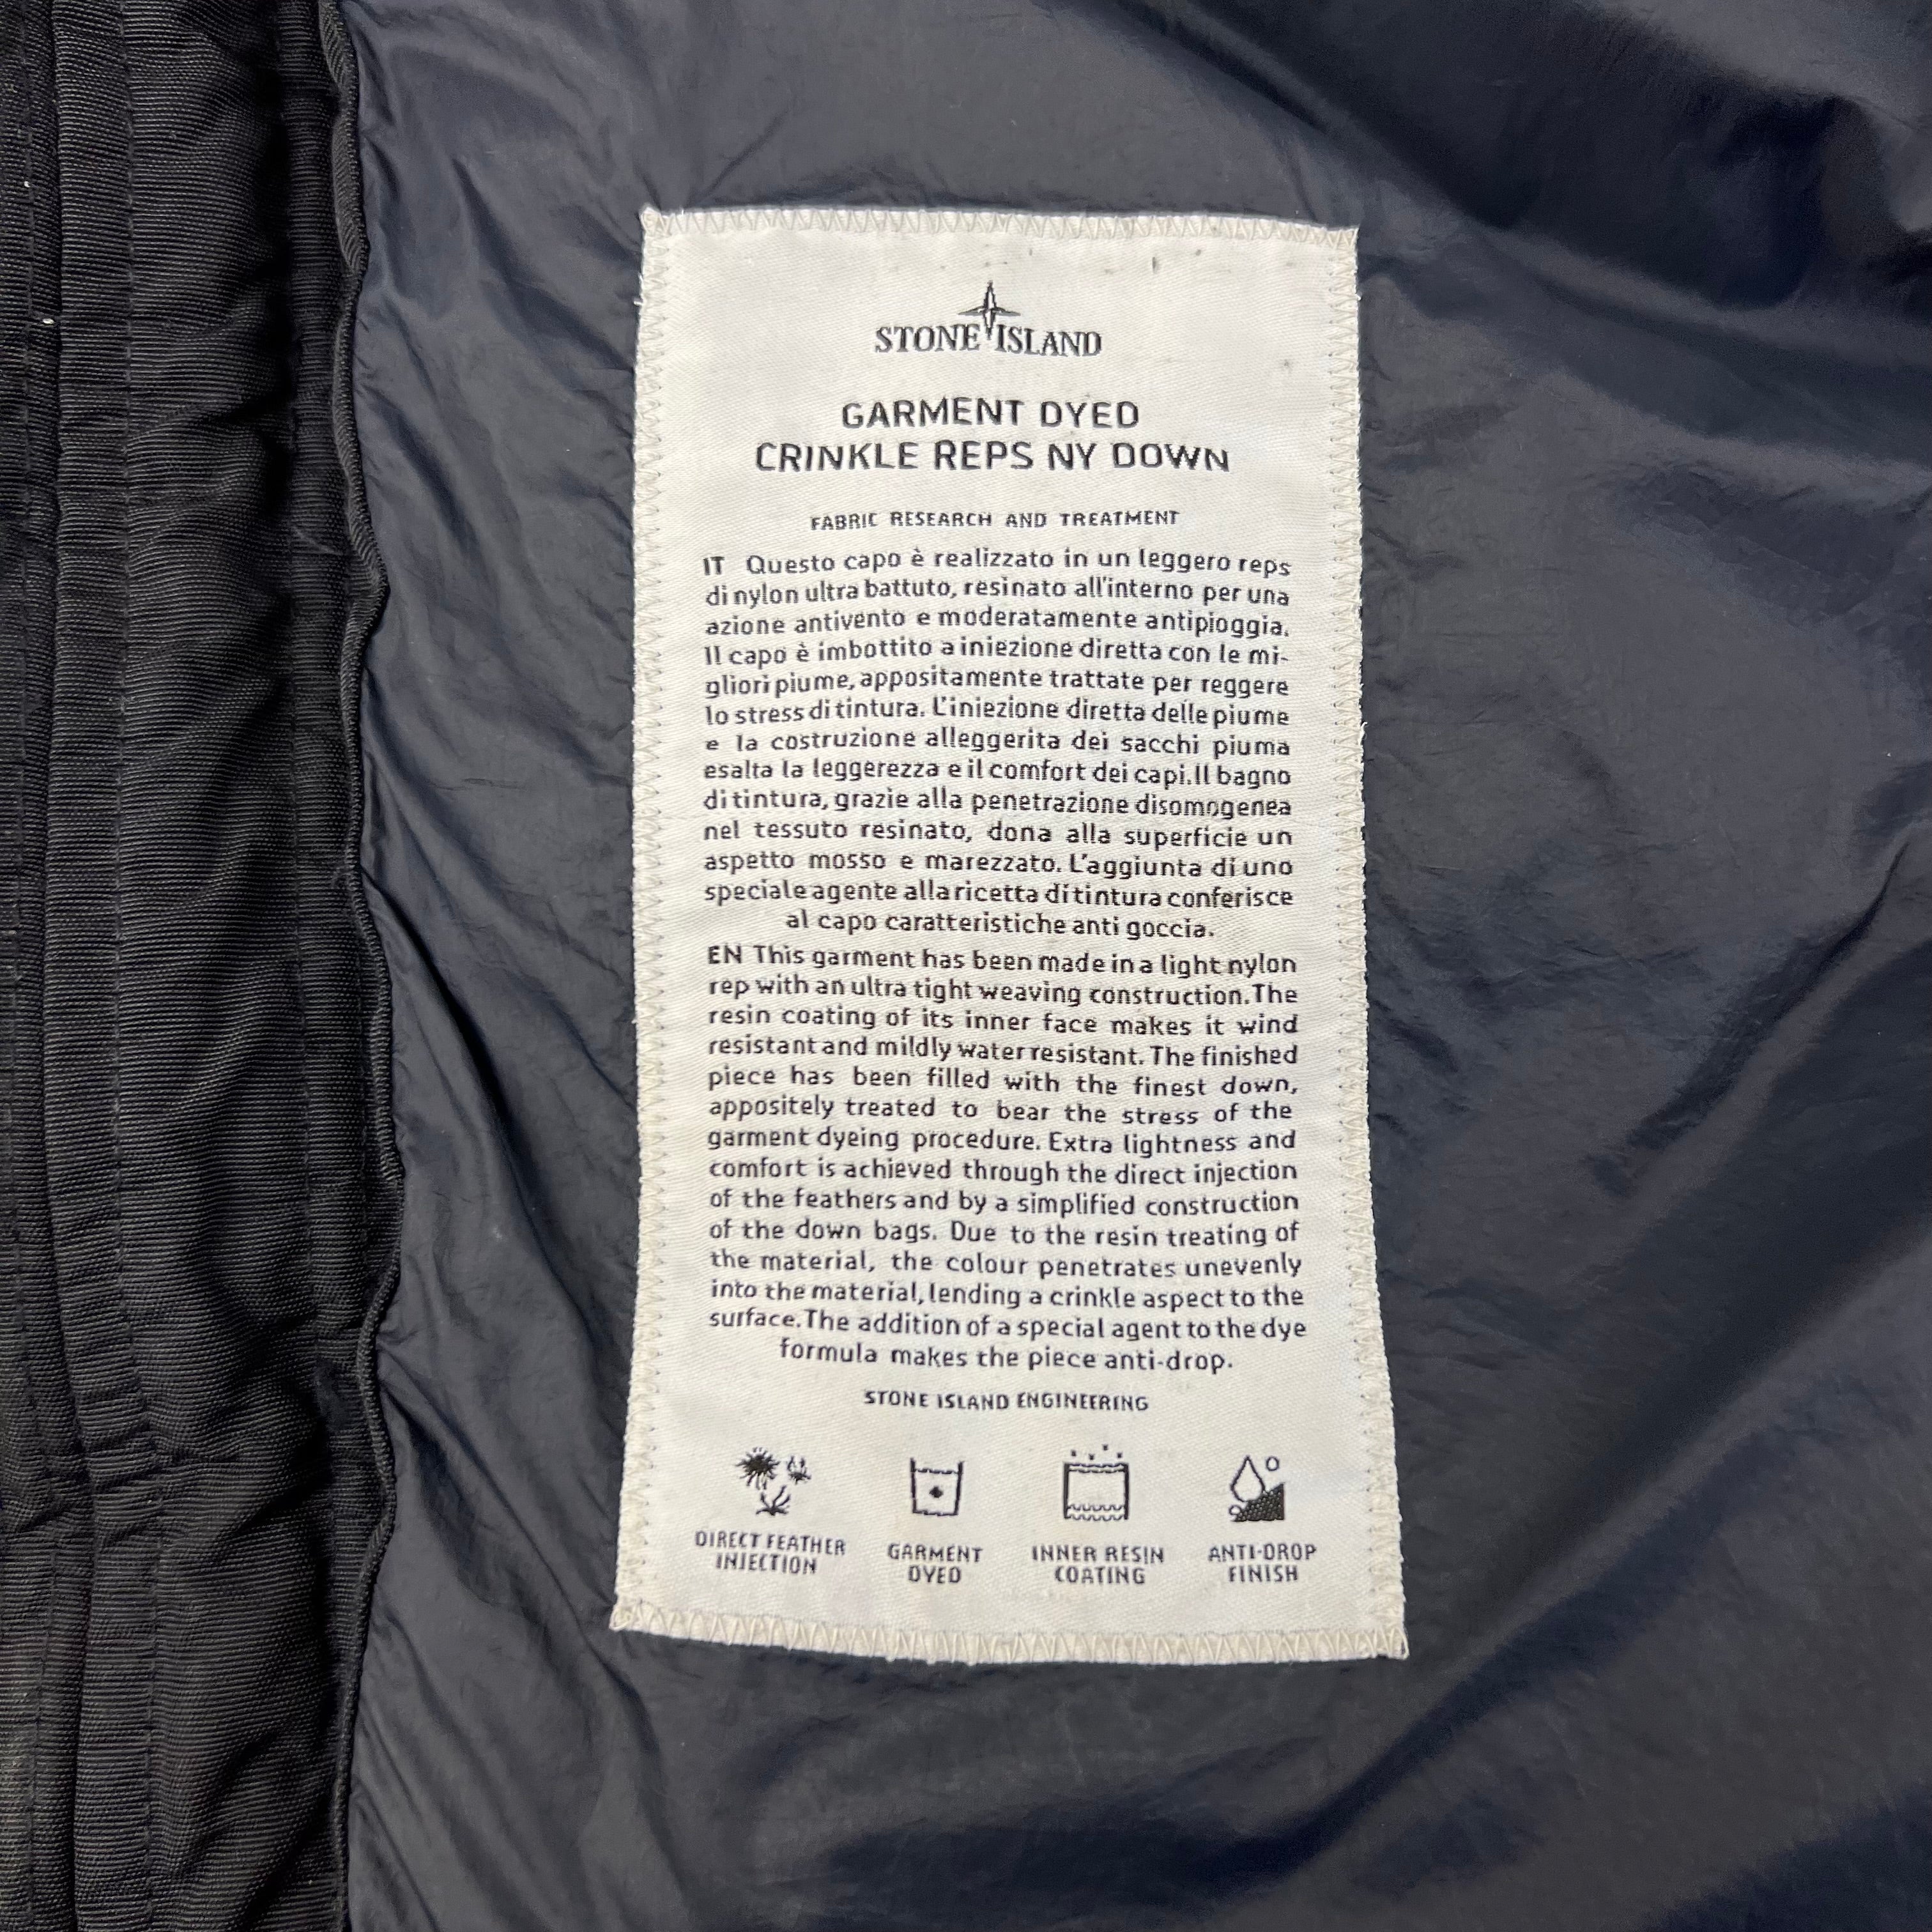 STONE ISLAND
GARMENT DYED
CRINKLE REPS NY DOWN
FABRIC RESEARCH AND TREATMENT
IT Questo capo è realizzato in un leggero reps
di nylon ultra battuto, resinato all'interno per una
azione antivento e moderatamente antipioggia.
Il capo è imbottito a iniezione diretta con le mi-
gliori piume, appositamente trattate per reggere
lo stress di tintura. L'iniezione diretta delle piume
e la costruzione alleggerita dei sacchi piuma
esalta la leggerezza e il comfort dei capi. Il bagno
di tintura, grazie alla penetrazione disomogenea
nel tessuto resinato, dona alla superficie un
aspetto mosso e marezzato. L'aggiunta di uno
speciale agente alla ricetta di tintura conferisce
al capo caratteristiche anti goccia.
EN This garment has been made in a light nylon
rep with an ultra tight weaving construction. The
resin coating of its inner face makes it wind
resistant and mildly water resistant. The finished
piece has been filled with the finest down,
appositely treated to bear the stress of the
garment dyeing procedure. Extra lightness and
comfort is achieved through the direct injection
of the feathers and by a simplified construction
of the down bags. Due to the resin treating of
the material, the colour penetrates unevenly
into the material, lending a crinkle aspect to the
surface. The addition of a special agent to the dye
formula makes the piece anti-drop.
STONE ISLAND ENGINEERING
DIRECT FEATHER
INJECTION
GARMENT
DYED
INNER RESIN
COATING
ANTI-DROP
FINISH